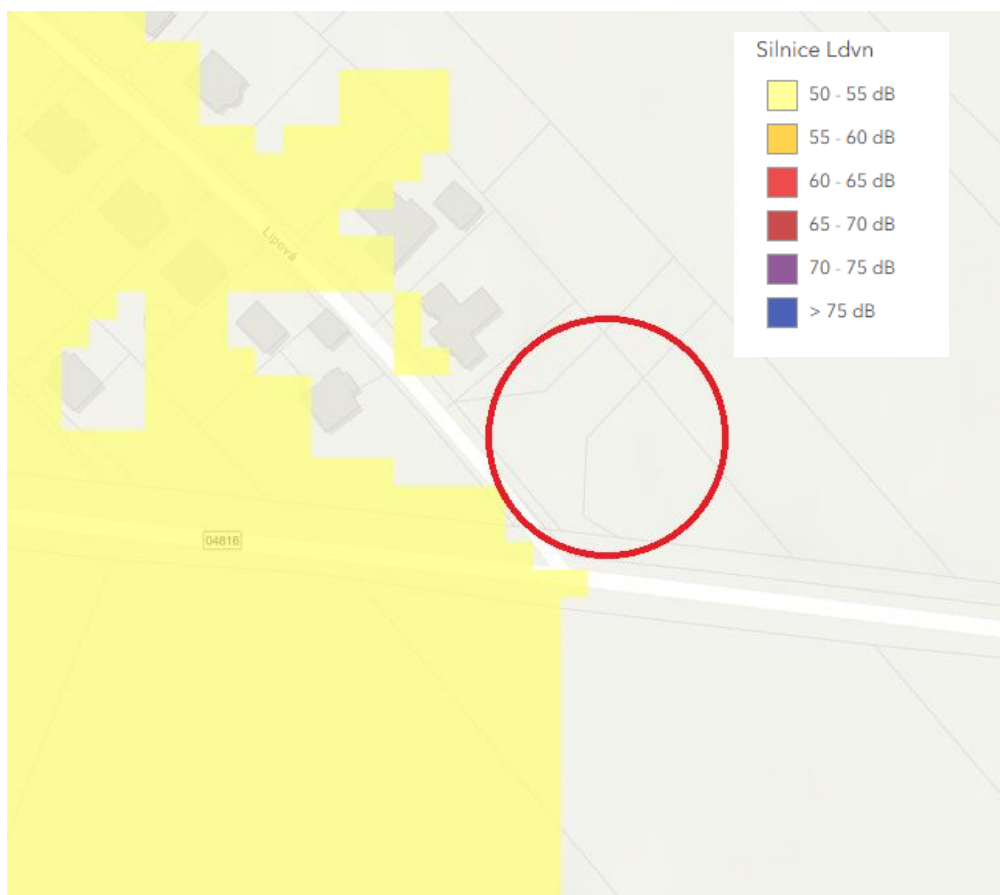 Silnice Ldvn
50 - 55 dB
55 - 60 dB
60 - 65 dB
65 - 70 dB
70 - 75 dB
> 75 dB
Lipová
04816